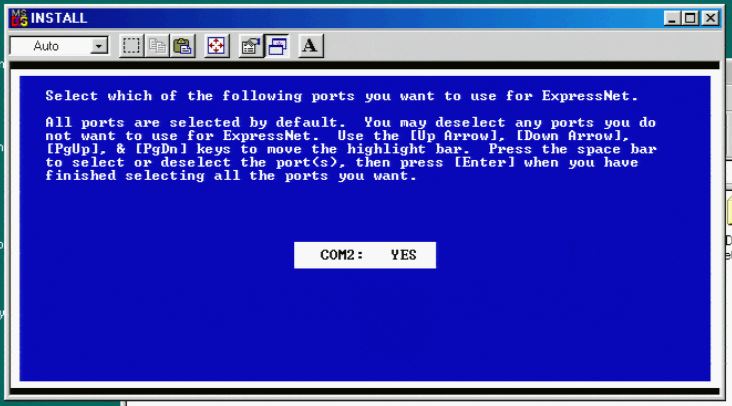 MS
INSTALL
Auto
A
Select which of the following ports you want to use for ExpressNet.
All ports are selected by default.  You may deselect any ports you do
not want to use for ExpressNet.  Use the [Up Arrow], [Down Arrow],
[PgUp], & [PgDn] keys to move the highlight bar.  Press the space bar
to select or deselect the port(s), then press [Enter] when you have
finished selecting all the ports you want.
COM2:   YES